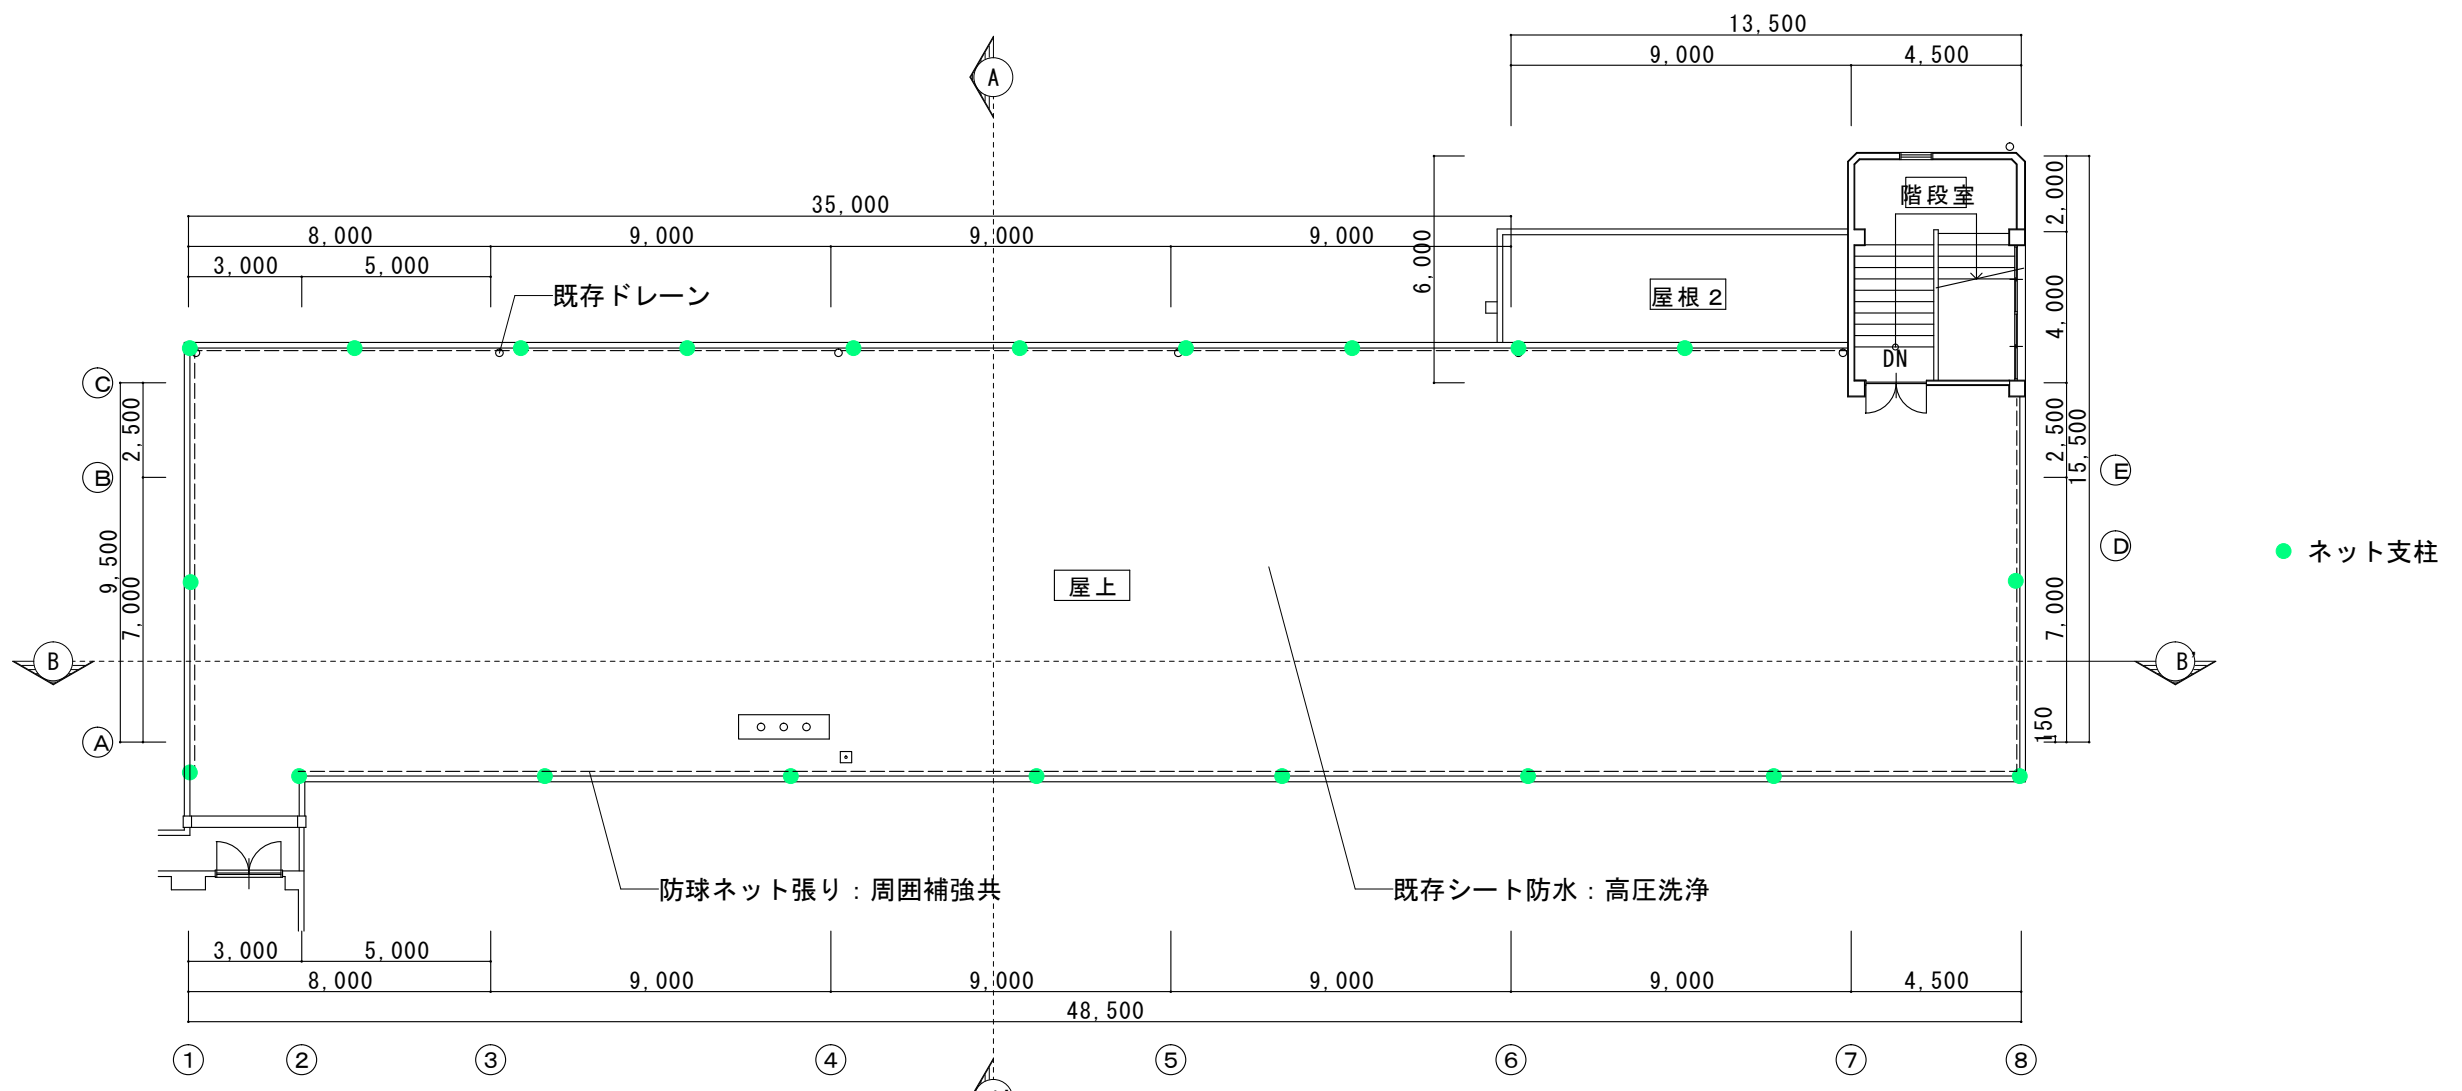 13,500
9,000
4,500
A
階段室
2,000
35,000
8,000
9,000
9,000
9,000
6,000
3,000
5,000
既存ドレーン
屋根2
4,000
DN
C
2,500
2,500
15,500
B
E
9,500
D
ネット支柱
屋上
7,000
7,000
B
B'
A
150
防球ネット張り：周囲補強共
既存シート防水：高圧洗浄
3,000
5,000
8,000
9,000
9,000
9,000
9,000
4,500
48,500
① ② ③ ④ ⑤ ⑥ ⑦ ⑧